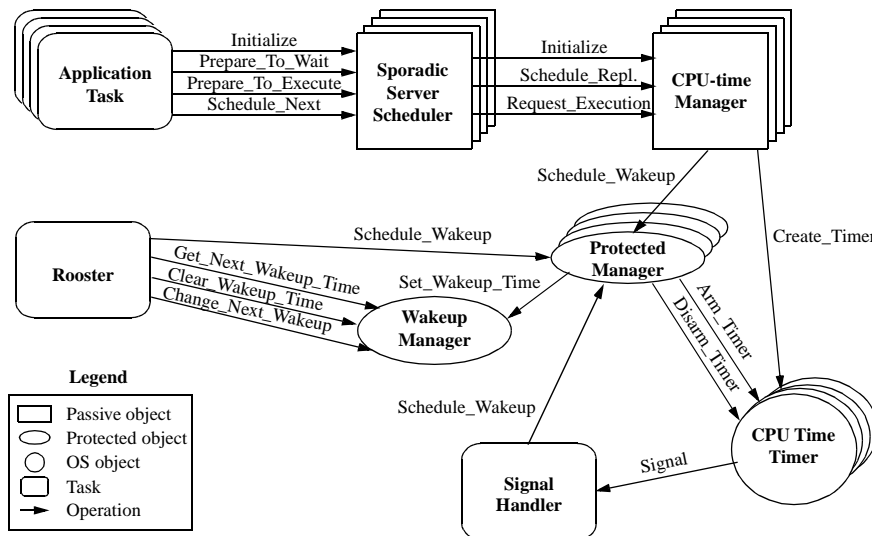 Initialize
Prepare_To_Wait
Prepare_To_Execute
Schedule_Next
Application
Task
Sporadic
Server
Scheduler
Initialize
Schedule_Repl.
Request_Execution
CPU-time
Manager
Schedule_Wakeup
Create_Timer
Rooster
Schedule_Wakeup
Get_Next_Wakeup_Time
Clear_Wakeup_Time
Change_Next_Wakeup
Protected
Manager
Set_Wakeup_Time
Wakeup
Manager
Arm_Timer
Disarm_Timer
Legend
Passive object
Protected object
OS object
Task
Operation
Schedule_Wakeup
Signal
Handler
Signal
CPU Time
Timer